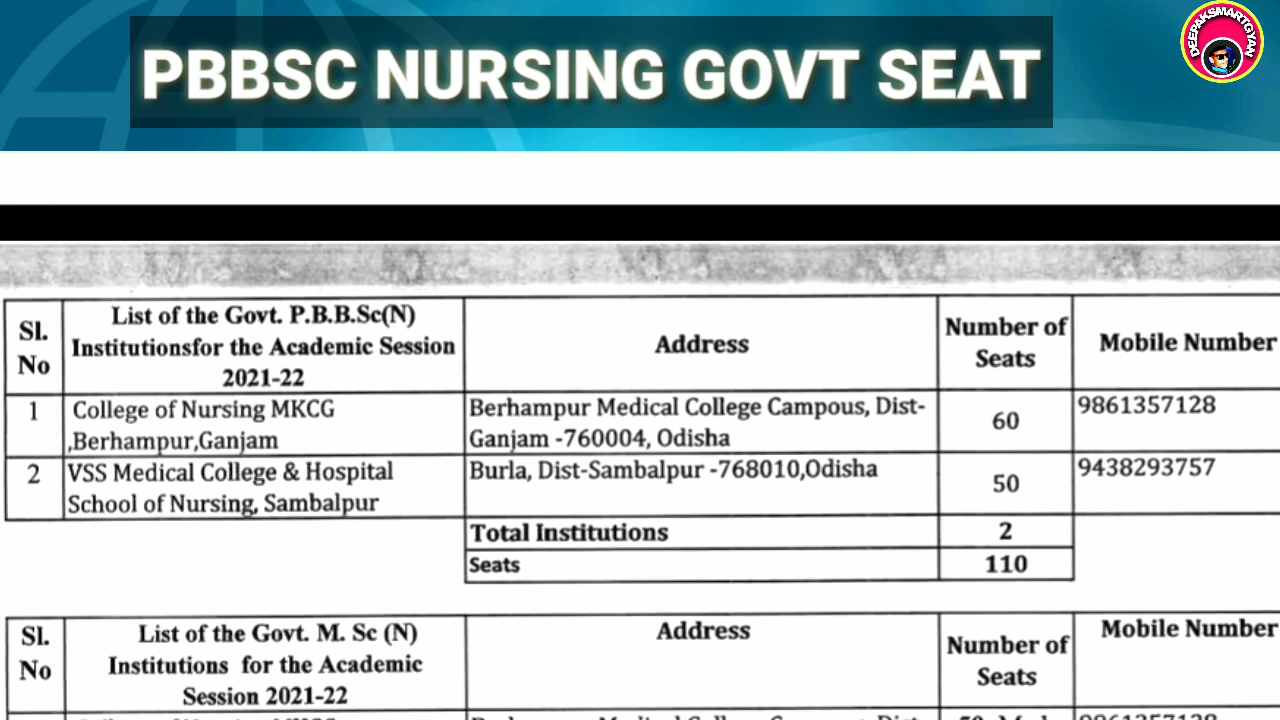 PBBSC NURSING GOVT SEAT
DEEPAKSMARTGYAN
Sl. No
List of the Govt. P.B.B.Sc(N)
Institutionsfor the Academic Session
2021-22
Address
Number of
Seats
Mobile Number
1
College of Nursing MKCG
,Berhampur,Ganjam
Berhampur Medical College Campous, Dist-
Ganjam -760004, Odisha
60
9861357128
2
VSS Medical College & Hospital
School of Nursing, Sambalpur
Burla, Dist-Sambalpur -768010,Odisha
50
9438293757
Total Institutions
2
Seats
110
Sl.
No
List of the Govt. M. Sc (N)
Institutions for the Academic
Session 2021-22
Address
Number of
Seats
Mobile Number